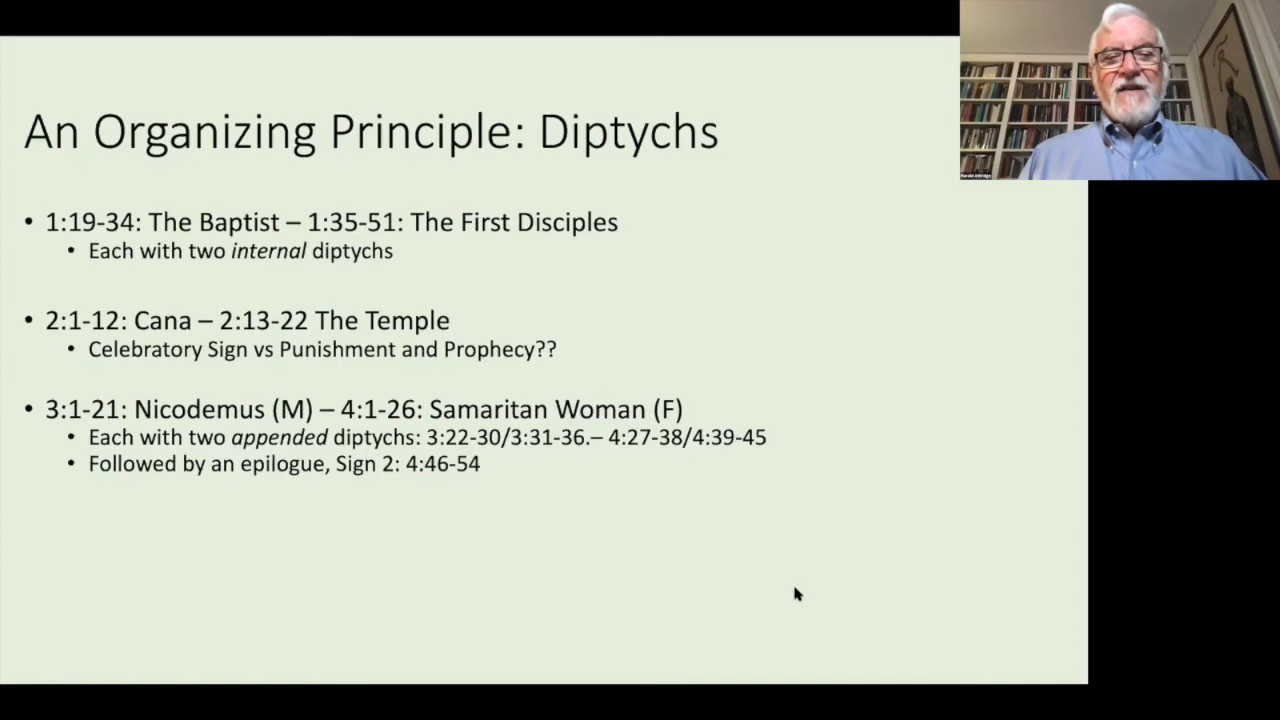 An Organizing Principle: Diptychs
• 1:19-34: The Baptist – 1:35-51: The First Disciples
• Each with two internal diptychs
• 2:1-12: Cana – 2:13-22 The Temple
• Celebratory Sign vs Punishment and Prophecy??
• 3:1-21: Nicodemus (M) – 4:1-26: Samaritan Woman (F)
• Each with two appended diptychs: 3:22-30/3:31-36.– 4:27-38/4:39-45
• Followed by an epilogue, Sign 2: 4:46-54
Harold Attridge